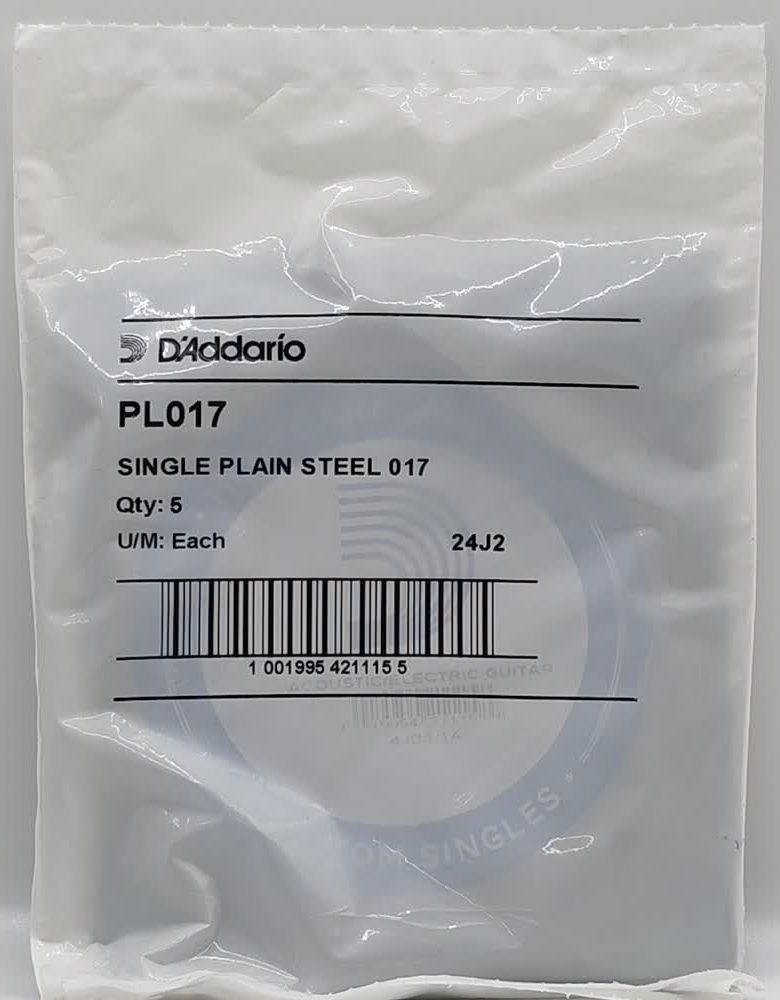 D'Addario
PL017
SINGLE PLAIN STEEL 017
Qty: 5
U/M: Each 24J2
1 001995 421115 5
ACOUSTIC/ELECTRIC GUITAR
SINGLES